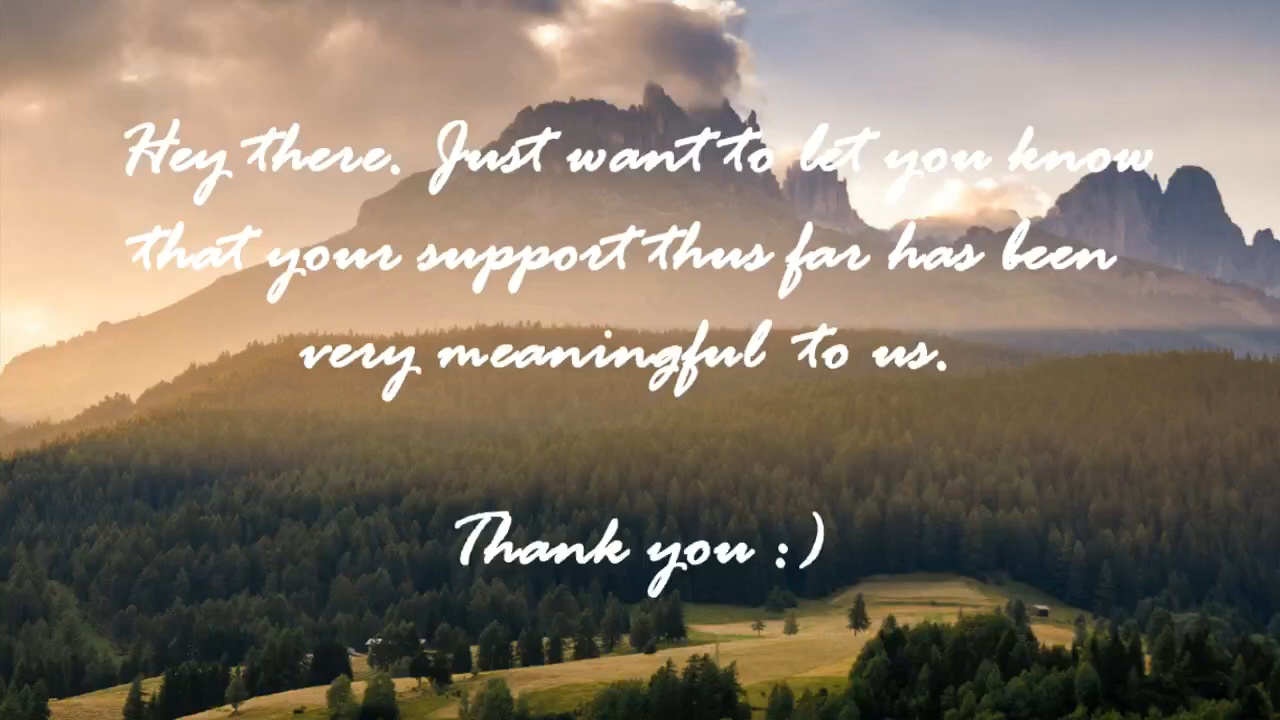 Hey there. Just want to let you know
that your support thus far has been
very meaningful to us.
Thank you :)